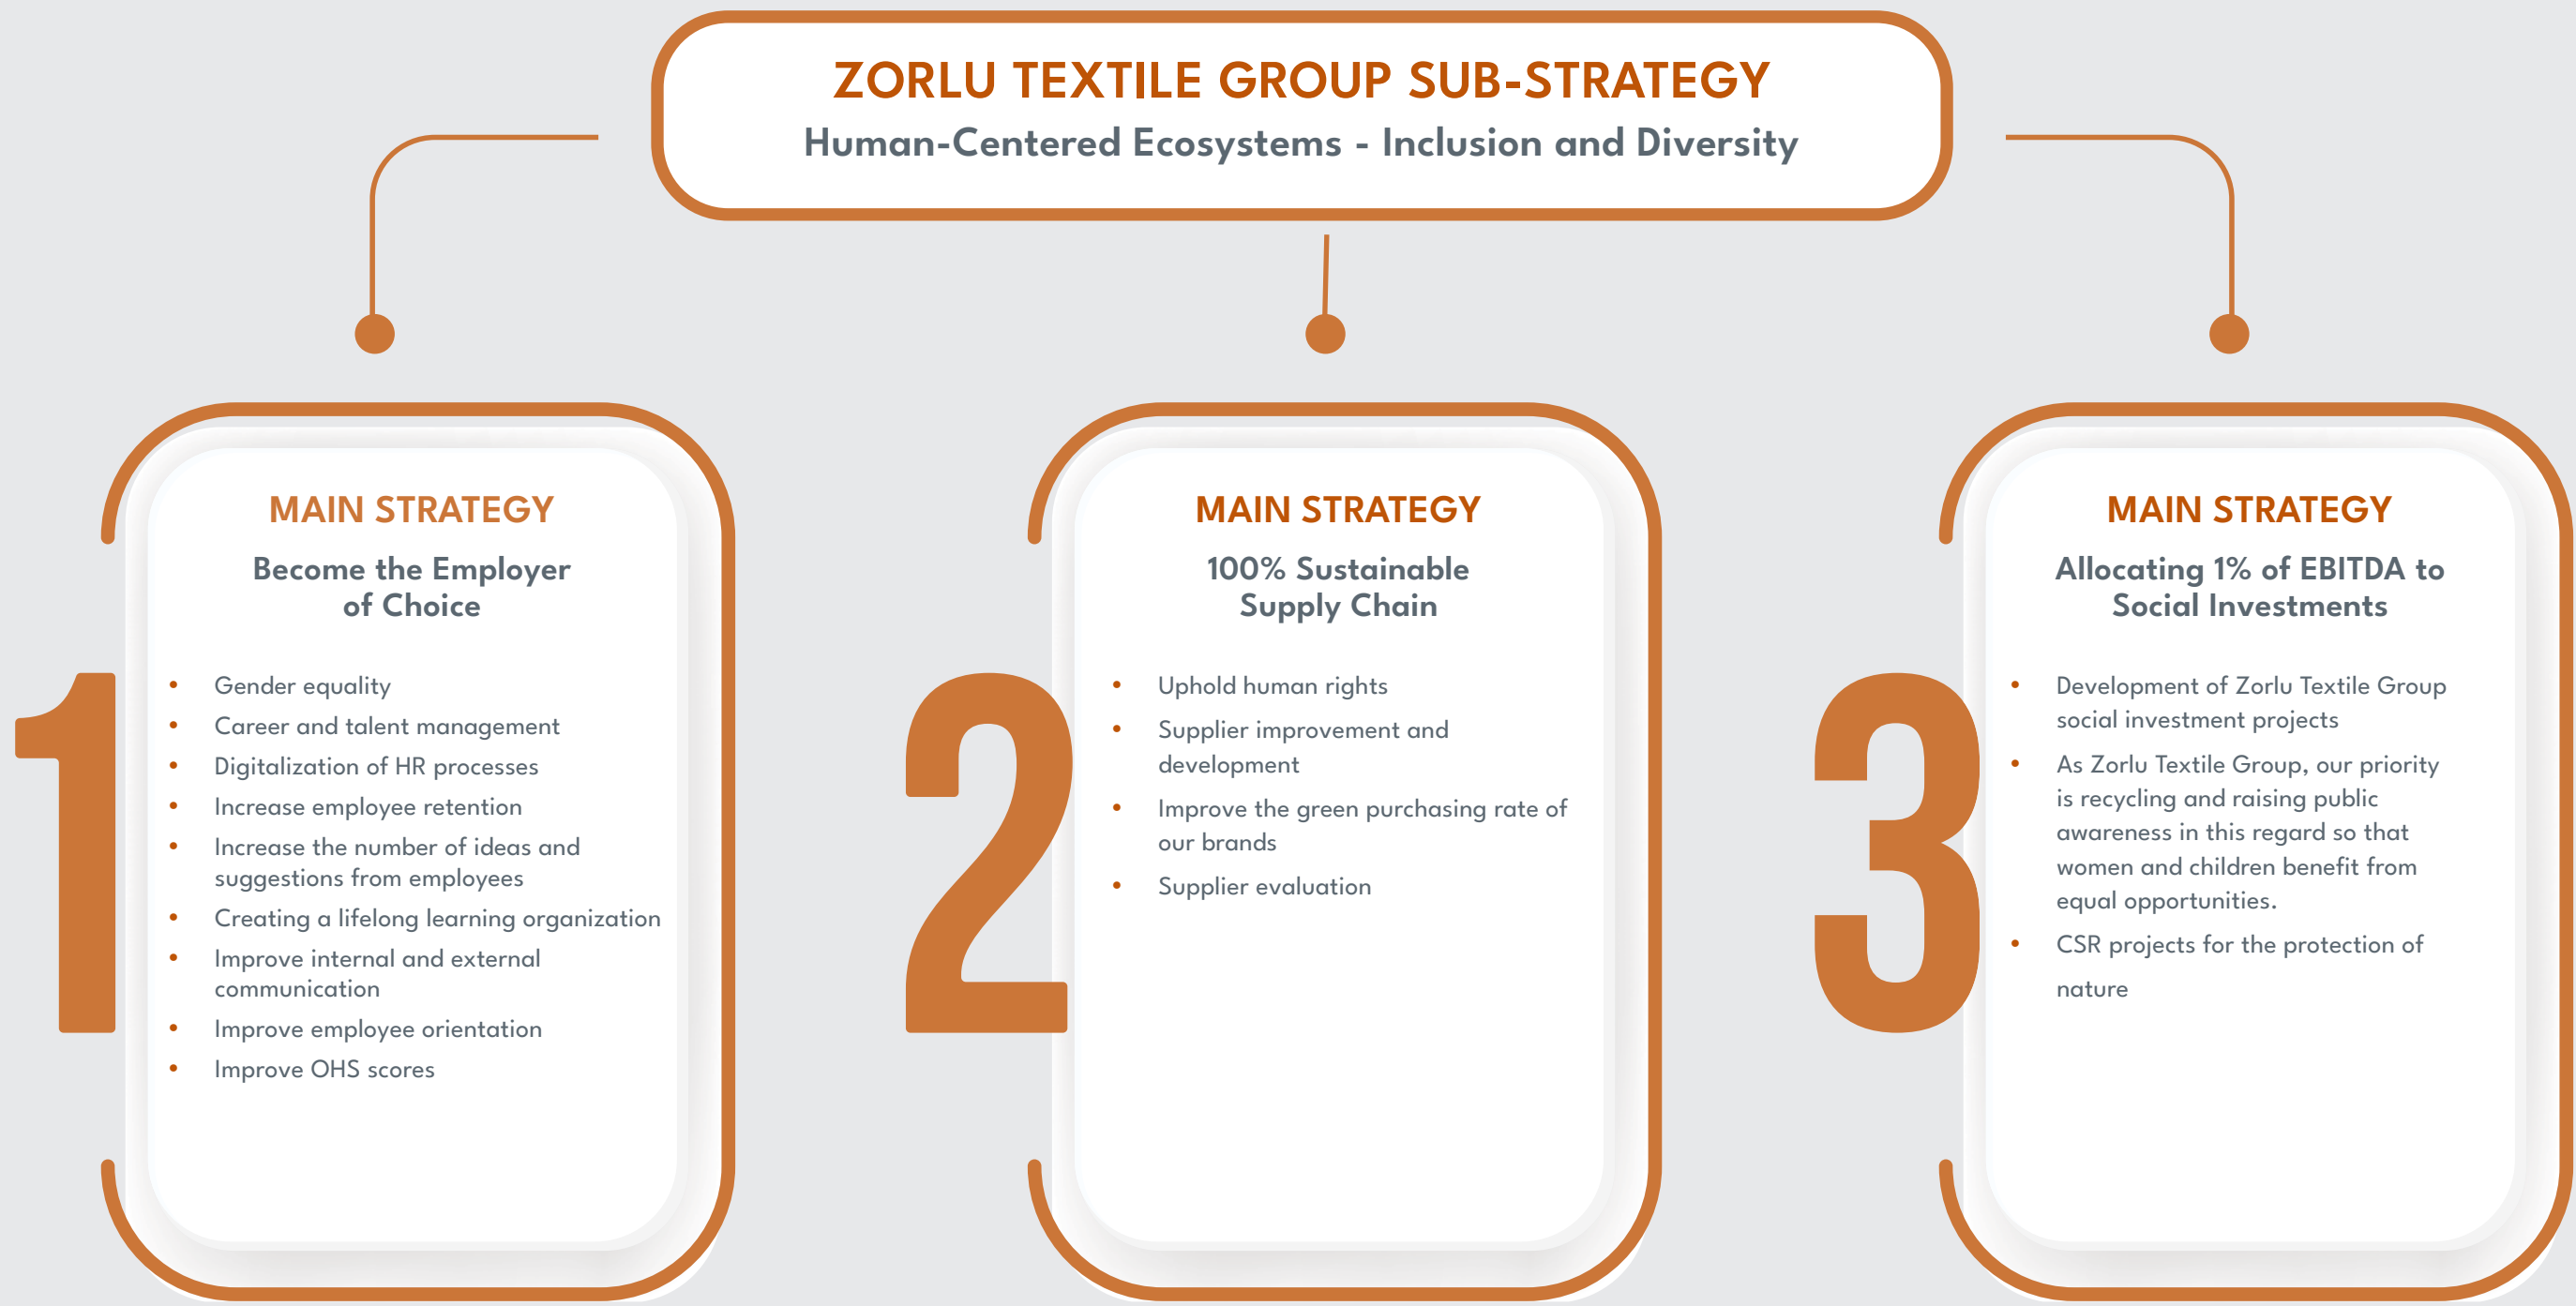 ZORLU TEXTILE GROUP SUB-STRATEGY
Human-Centered Ecosystems - Inclusion and Diversity
1
MAIN STRATEGY
Become the Employer
of Choice
• Gender equality
• Career and talent management
• Digitalization of HR processes
• Increase employee retention
• Increase the number of ideas and
suggestions from employees
• Creating a lifelong learning organization
• Improve internal and external
communication
• Improve employee orientation
• Improve OHS scores
2
MAIN STRATEGY
100% Sustainable
Supply Chain
• Uphold human rights
• Supplier improvement and
development
• Improve the green purchasing rate of
our brands
• Supplier evaluation
3
MAIN STRATEGY
Allocating 1% of EBITDA to
Social Investments
• Development of Zorlu Textile Group
social investment projects
• As Zorlu Textile Group, our priority
is recycling and raising public
awareness in this regard so that
women and children benefit from
equal opportunities.
• CSR projects for the protection of
nature